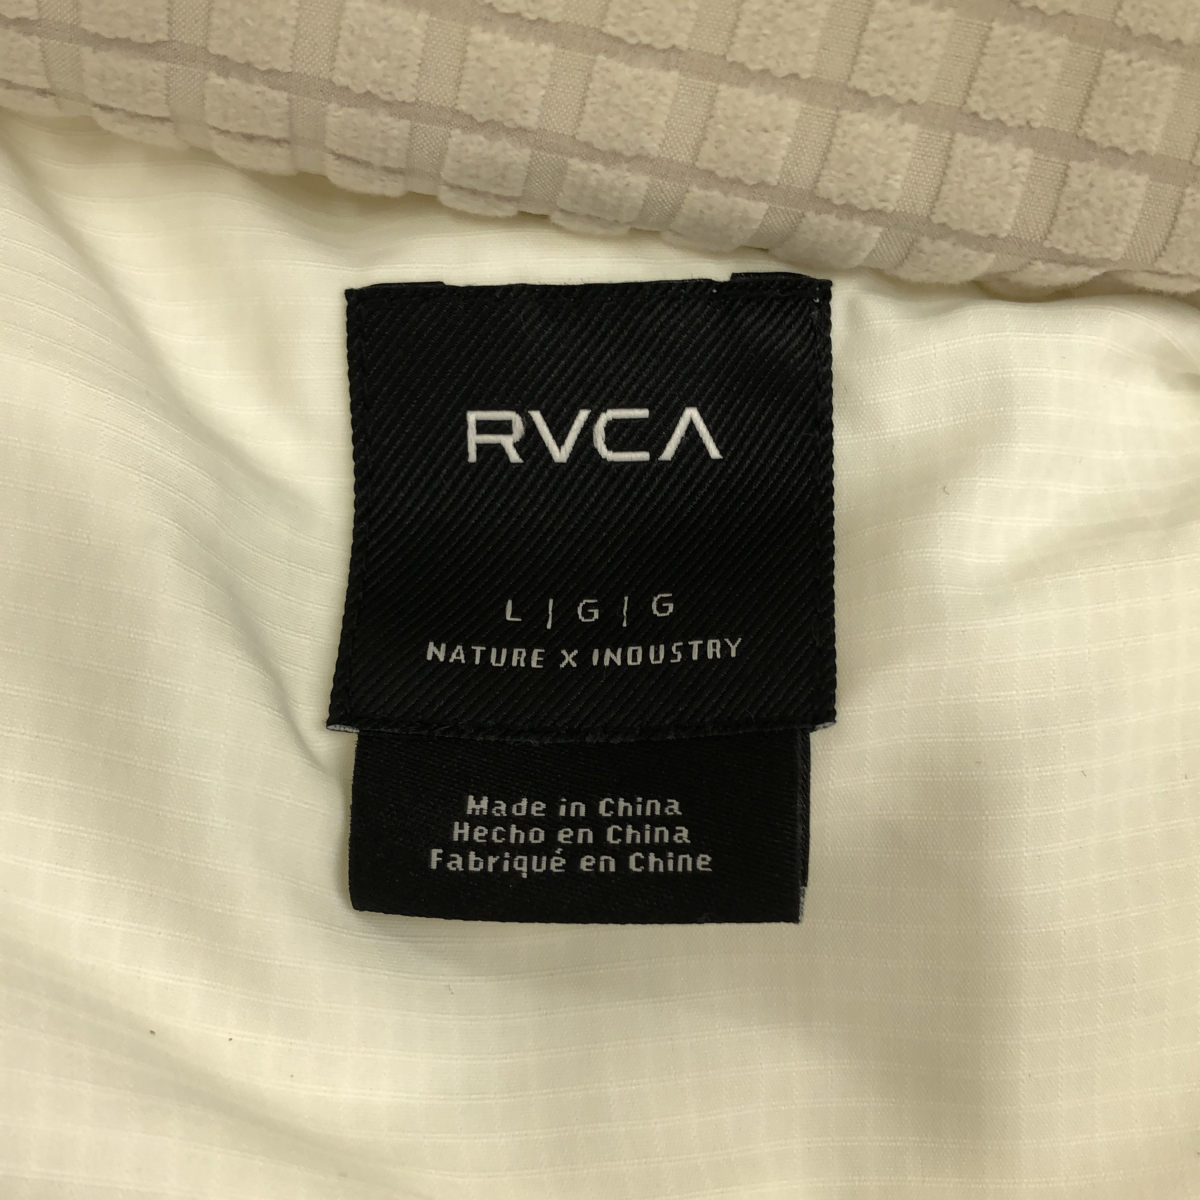 RVCA
L | G | G
NATURE X INDUSTRY
Made in China
Hecho en China
Fabriqué en Chine